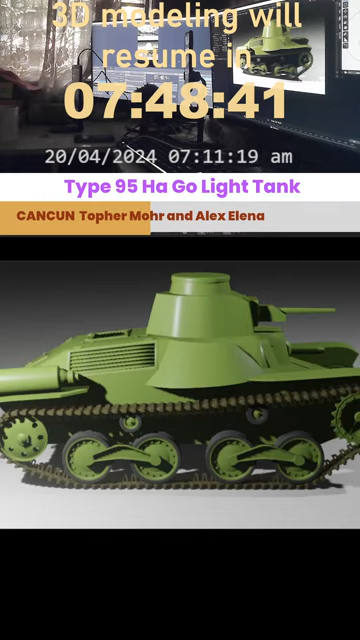 3D modeling will
resume in
07:48:41
20/04/2024 07:11:19 am
Type 95 Ha Go Light Tank
CANCUN Topher Mohr and Alex Elena